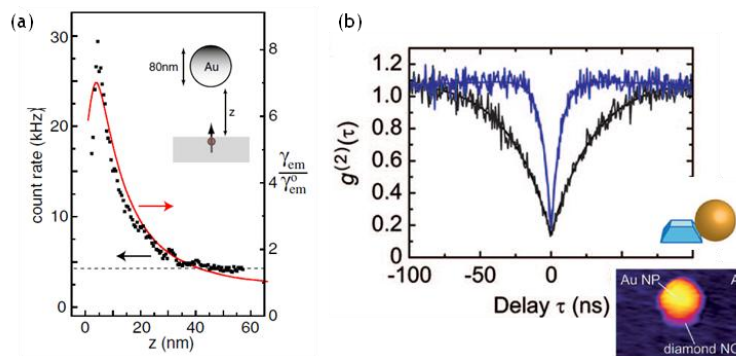 (a)
30
25
20
15
10
5
0
count rate (kHz)
80nm
Au
z
8
6
4
2
0
γem
γ°em
0
20
40
60
z (nm)
(b)
1.2
1.0
0.8
0.6
0.4
0.2
0
g(2)(τ)
-100
-50
0
50
Delay τ (ns)
A
Au NP
diamond NC